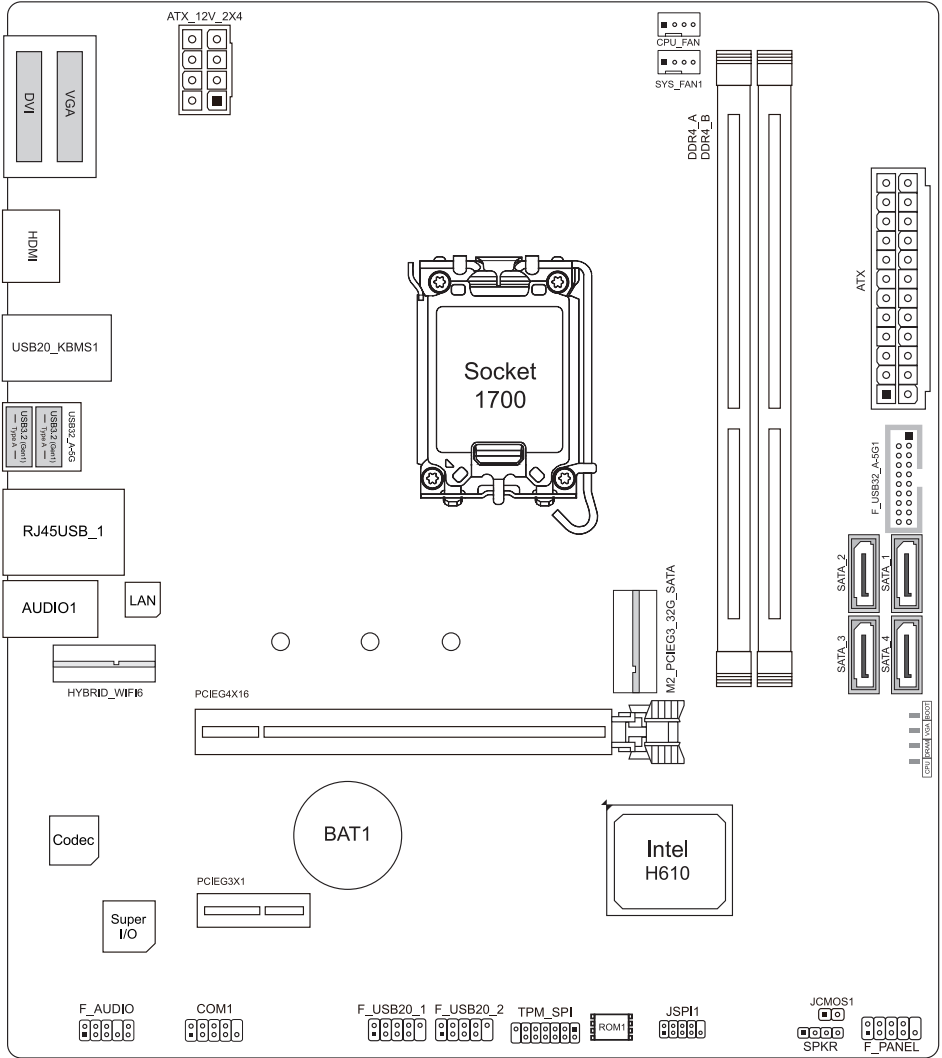 ATX_12V_2X4
CPU_FAN
SYS_FAN1
DVI
VGA
DDR4_A
DDR4_B
HDMI
ATX
USB20_KBMS1
Socket
1700
USB3.2 (Gen1)
Type A
USB3.2 (Gen1)
Type A
USB32_A-5G
F_USB32_A-5G1
RJ45USB_1
SATA_2
SATA_1
AUDIO1
LAN
M2_PCIEG3_32G_SATA
SATA_3
SATA_4
HYBRID_WIFI6
PCIEG4X16
CPU
DRAM
VGA
BOOT
BAT1
Codec
Intel
H610
PCIEG3X1
Super
I/O
F_AUDIO
COM1
F_USB20_1
F_USB20_2
TPM_SPI
ROM1
JSPI1
JCMOS1
SPKR
F_PANEL